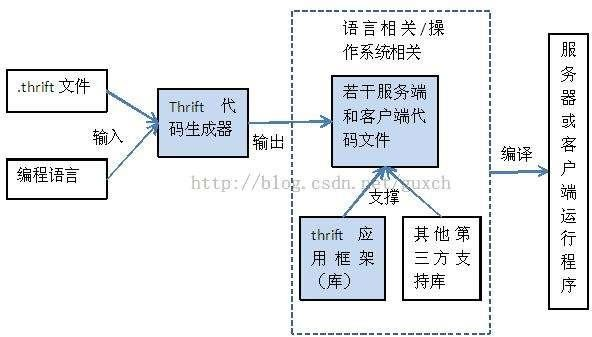 语言相关/操
作系统相关
.thrift 文件
Thrift 代
码生成器
输入
编程语言
输出
若干服务端
和客户端代
码文件
http://blog.csdn.net/yuxch
支撑
thrift 应
用框架
（库）
其他第
三方支
持库
编译
服
务
器
或
客
户
端
运
行
程
序